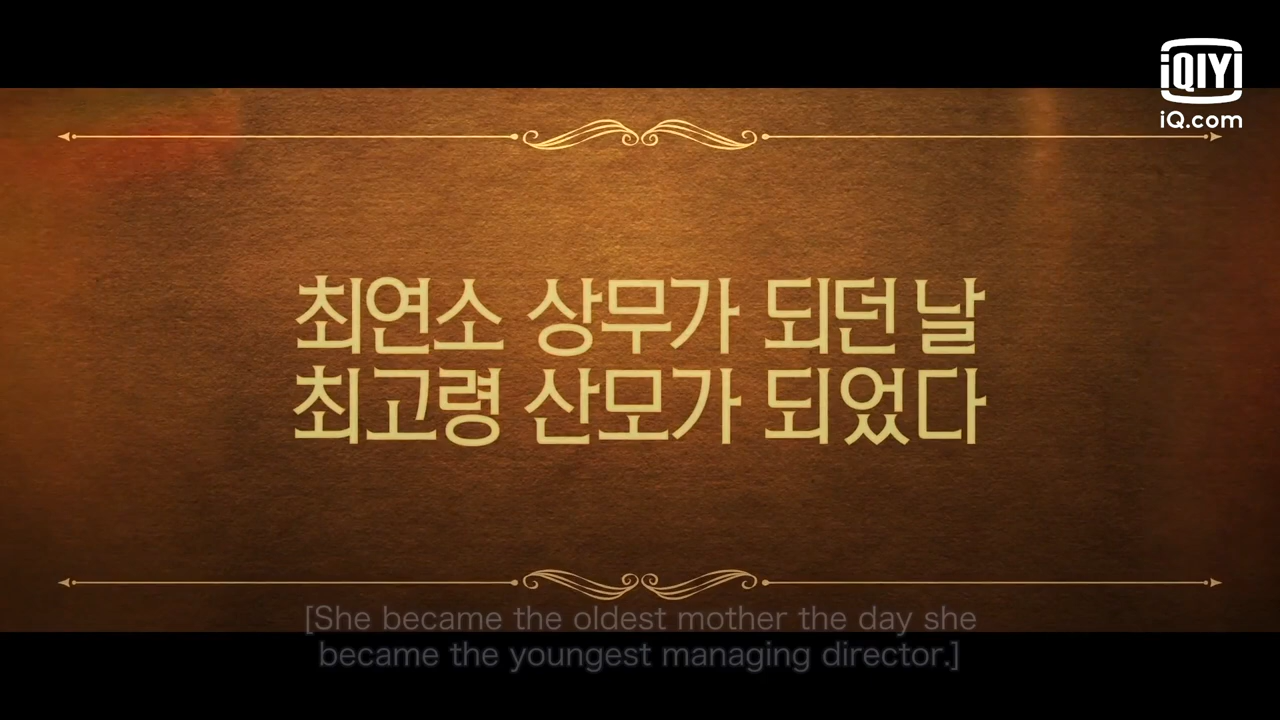 iQIYI
iQ.com
최연소 상무가 되던 날
최고령 산모가 되었다
[She became the oldest mother the day she
became the youngest managing director.]